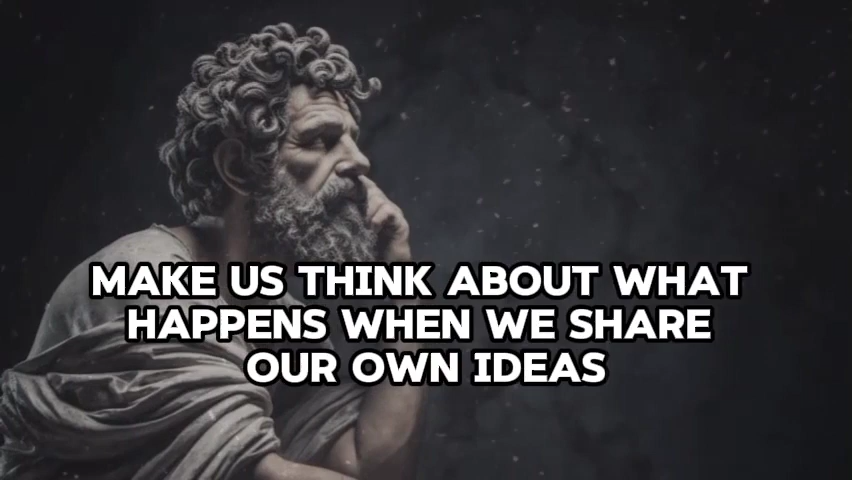 MAKE US THINK ABOUT WHAT
HAPPENS WHEN WE SHARE
OUR OWN IDEAS